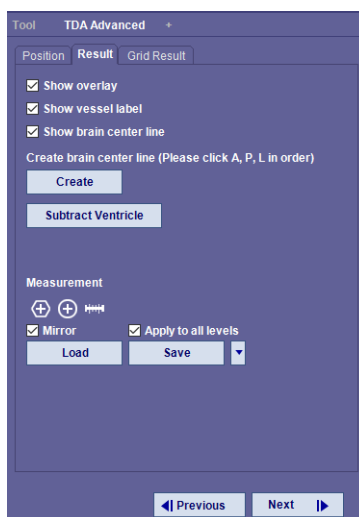 Tool TDA Advanced +
Position Result Grid Result
Show overlay
Show vessel label
Show brain center line
Create brain center line (Please click A, P, L in order)
Create
Subtract Ventricle
Measurement
Mirror Apply to all levels
Load Save
Previous Next